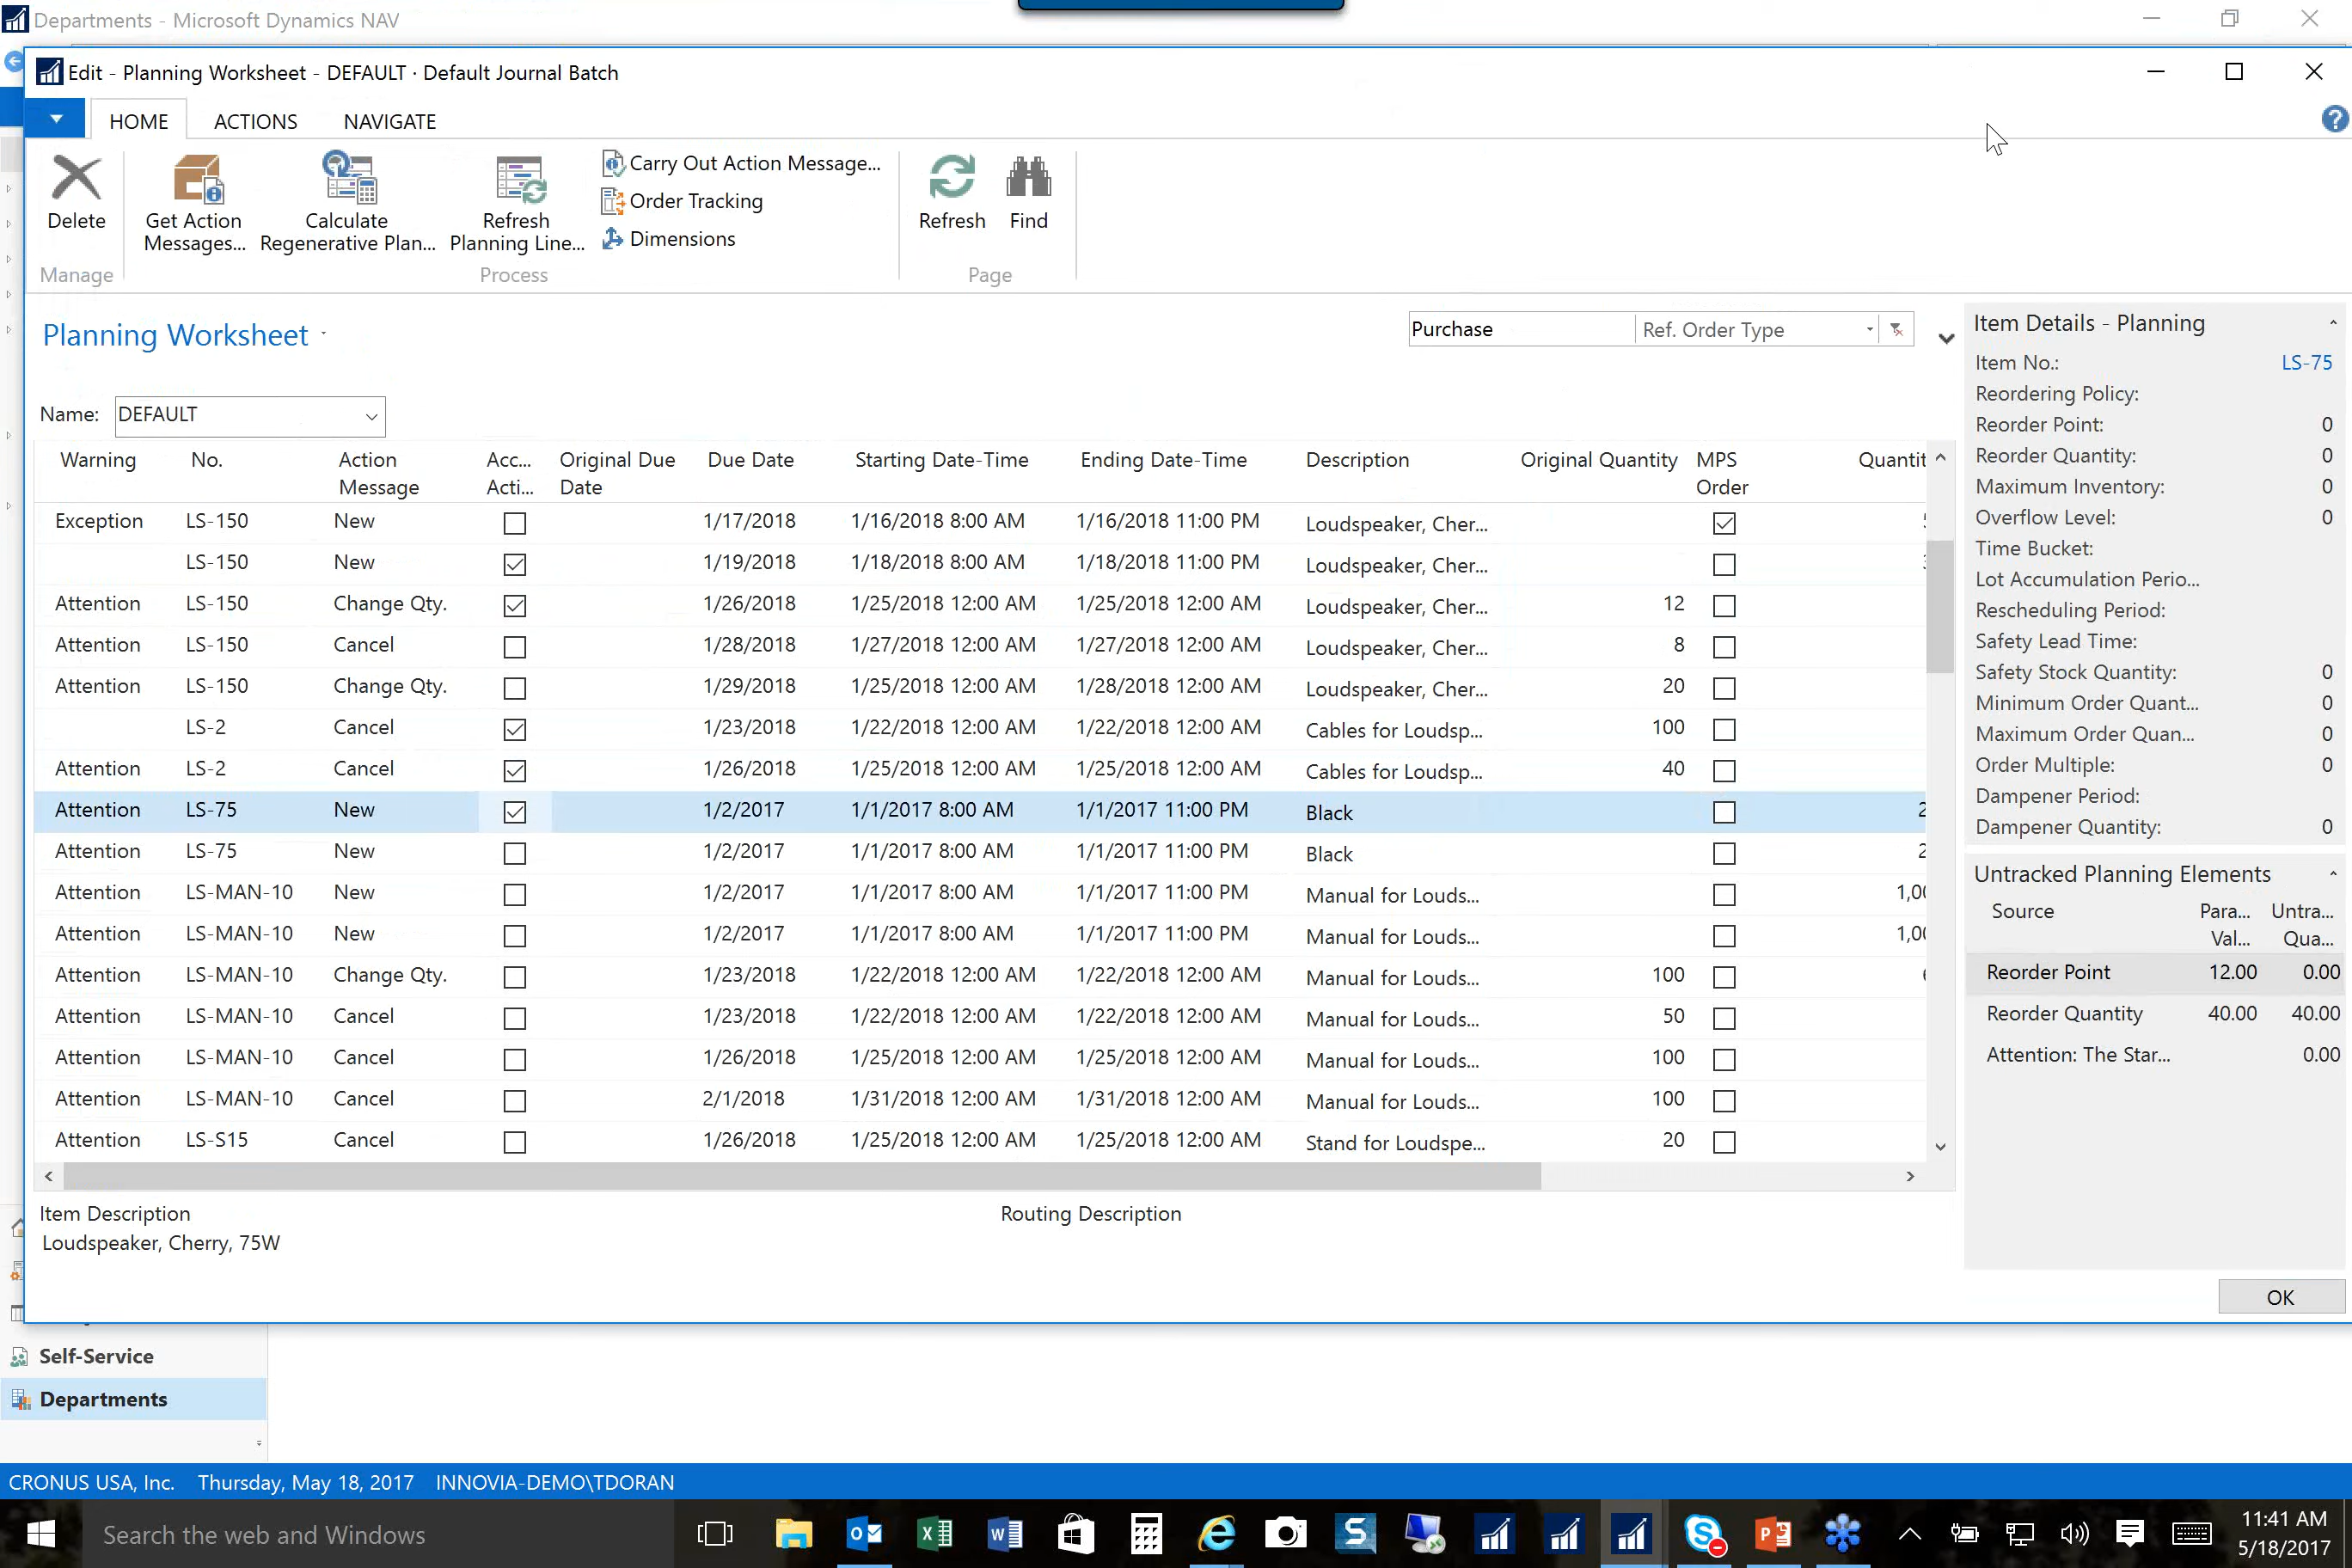 Departments - Microsoft Dynamics NAV
Edit - Planning Worksheet - DEFAULT · Default Journal Batch
HOME ACTIONS NAVIGATE
Delete
Get Action Messages...
Calculate Regenerative Plan...
Refresh Planning Line...
Carry Out Action Message...
Order Tracking
Dimensions
Refresh
Find
Manage Process Page
Planning Worksheet
Purchase Ref. Order Type
Name: DEFAULT
Warning No. Action Message Acc... Acti... Original Due Date Due Date Starting Date-Time Ending Date-Time Description Original Quantity MPS Order Quantit
Exception LS-150 New 1/17/2018 1/16/2018 8:00 AM 1/16/2018 11:00 PM Loudspeaker, Cher...
LS-150 New 1/19/2018 1/18/2018 8:00 AM 1/18/2018 11:00 PM Loudspeaker, Cher...
Attention LS-150 Change Qty. 1/26/2018 1/25/2018 12:00 AM 1/25/2018 12:00 AM Loudspeaker, Cher... 12
Attention LS-150 Cancel 1/28/2018 1/27/2018 12:00 AM 1/27/2018 12:00 AM Loudspeaker, Cher... 8
Attention LS-150 Change Qty. 1/29/2018 1/25/2018 12:00 AM 1/28/2018 12:00 AM Loudspeaker, Cher... 20
LS-2 Cancel 1/23/2018 1/22/2018 12:00 AM 1/22/2018 12:00 AM Cables for Loudsp... 100
Attention LS-2 Cancel 1/26/2018 1/25/2018 12:00 AM 1/25/2018 12:00 AM Cables for Loudsp... 40
Attention LS-75 New 1/2/2017 1/1/2017 8:00 AM 1/1/2017 11:00 PM Black 2
Attention LS-75 New 1/2/2017 1/1/2017 8:00 AM 1/1/2017 11:00 PM Black 2
Attention LS-MAN-10 New 1/2/2017 1/1/2017 8:00 AM 1/1/2017 11:00 PM Manual for Louds... 1,00
Attention LS-MAN-10 New 1/2/2017 1/1/2017 8:00 AM 1/1/2017 11:00 PM Manual for Louds... 1,00
Attention LS-MAN-10 Change Qty. 1/23/2018 1/22/2018 12:00 AM 1/22/2018 12:00 AM Manual for Louds... 100
Attention LS-MAN-10 Cancel 1/23/2018 1/22/2018 12:00 AM 1/22/2018 12:00 AM Manual for Louds... 50
Attention LS-MAN-10 Cancel 1/26/2018 1/25/2018 12:00 AM 1/25/2018 12:00 AM Manual for Louds... 100
Attention LS-MAN-10 Cancel 2/1/2018 1/31/2018 12:00 AM 1/31/2018 12:00 AM Manual for Louds... 100
Attention LS-S15 Cancel 1/26/2018 1/25/2018 12:00 AM 1/25/2018 12:00 AM Stand for Loudspe... 20
Item Description
Loudspeaker, Cherry, 75W
Routing Description
Item Details - Planning
Item No.: LS-75
Reordering Policy:
Reorder Point: 0
Reorder Quantity: 0
Maximum Inventory: 0
Overflow Level: 0
Time Bucket:
Lot Accumulation Perio...
Rescheduling Period:
Safety Lead Time:
Safety Stock Quantity: 0
Minimum Order Quant... 0
Maximum Order Quan... 0
Order Multiple: 0
Dampener Period:
Dampener Quantity: 0
Untracked Planning Elements
Source Para... Val... Untra... Qua...
Reorder Point 12.00 0.00
Reorder Quantity 40.00 40.00
Attention: The Star... 0.00
OK
Self-Service
Departments
CRONUS USA, Inc. Thursday, May 18, 2017 INNOVIA-DEMO\TDORAN
Search the web and Windows
11:41 AM
5/18/2017